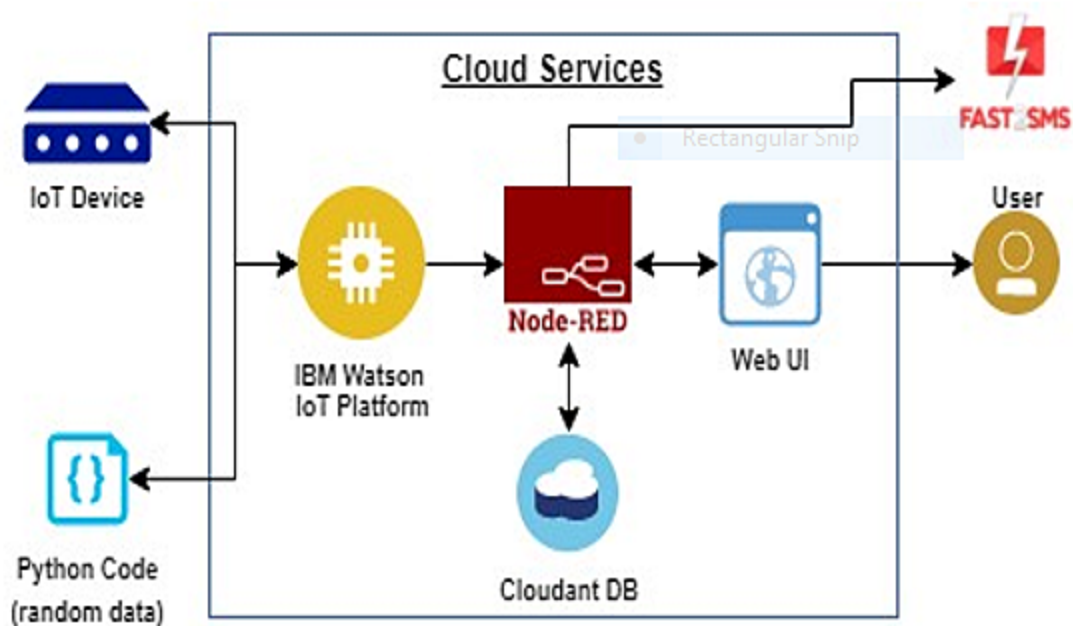 Cloud Services
FAST2SMS
Rectangular Snip
IoT Device
User
Node-RED
Web UI
IBM Watson
IoT Platform
Python Code
(random data)
Cloudant DB